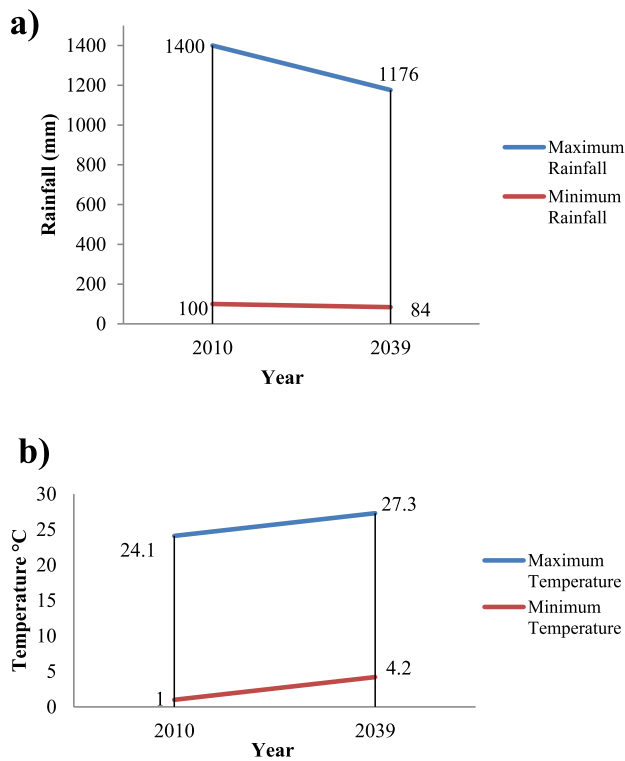 a)
1400
1200
1000
800
600
400
200
0
Rainfall (mm)
1400
1176
100
84
2010
2039
Year
Maximum
Rainfall
Minimum
Rainfall
b)
30
25
20
15
10
5
0
Temperature °C
24.1
27.3
1
4.2
2010
2039
Year
Maximum
Temperature
Minimum
Temperature